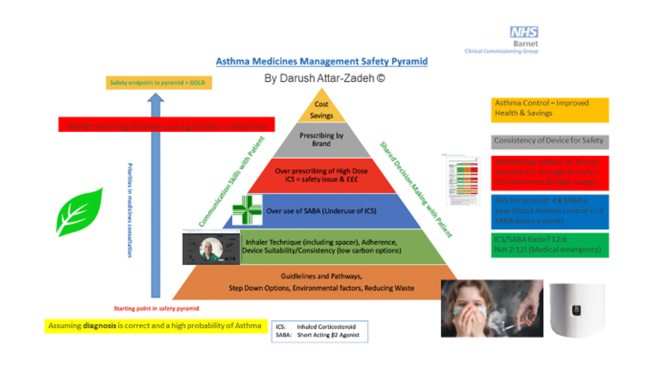 NHS
Barnet
Clinical Commissioning Group
Asthma Medicines Management Safety Pyramid
By Darush Attar-Zadeh ©
Safety endpoint in pyramid = GOLD
Priorities in medicines consultation
Starting point in safety pyramid
Assuming diagnosis is correct and a high probability of Asthma
Communication Skills with Patient
Shared Decision Making with Patient
Cost
Savings
Prescribing by
Brand
Over prescribing of High Dose
ICS = safety issue & £££
Over use of SABA (Underuse of ICS)
Inhaler Technique (including spacer), Adherence,
Device Suitability/Consistency (low carbon options)
Guidlelines and Pathways,
Step Down Options, Environmental factors, Reducing Waste
ICS: Inhaled Corticosteroid
SABA: Short Acting β2 Agonist
Asthma Control – Improved
Health & Savings
Consistency of Device for Safety
SABA doses a week)
ICS/SABA Ratio? 12:6
Not 2:12! (Medical emergency)